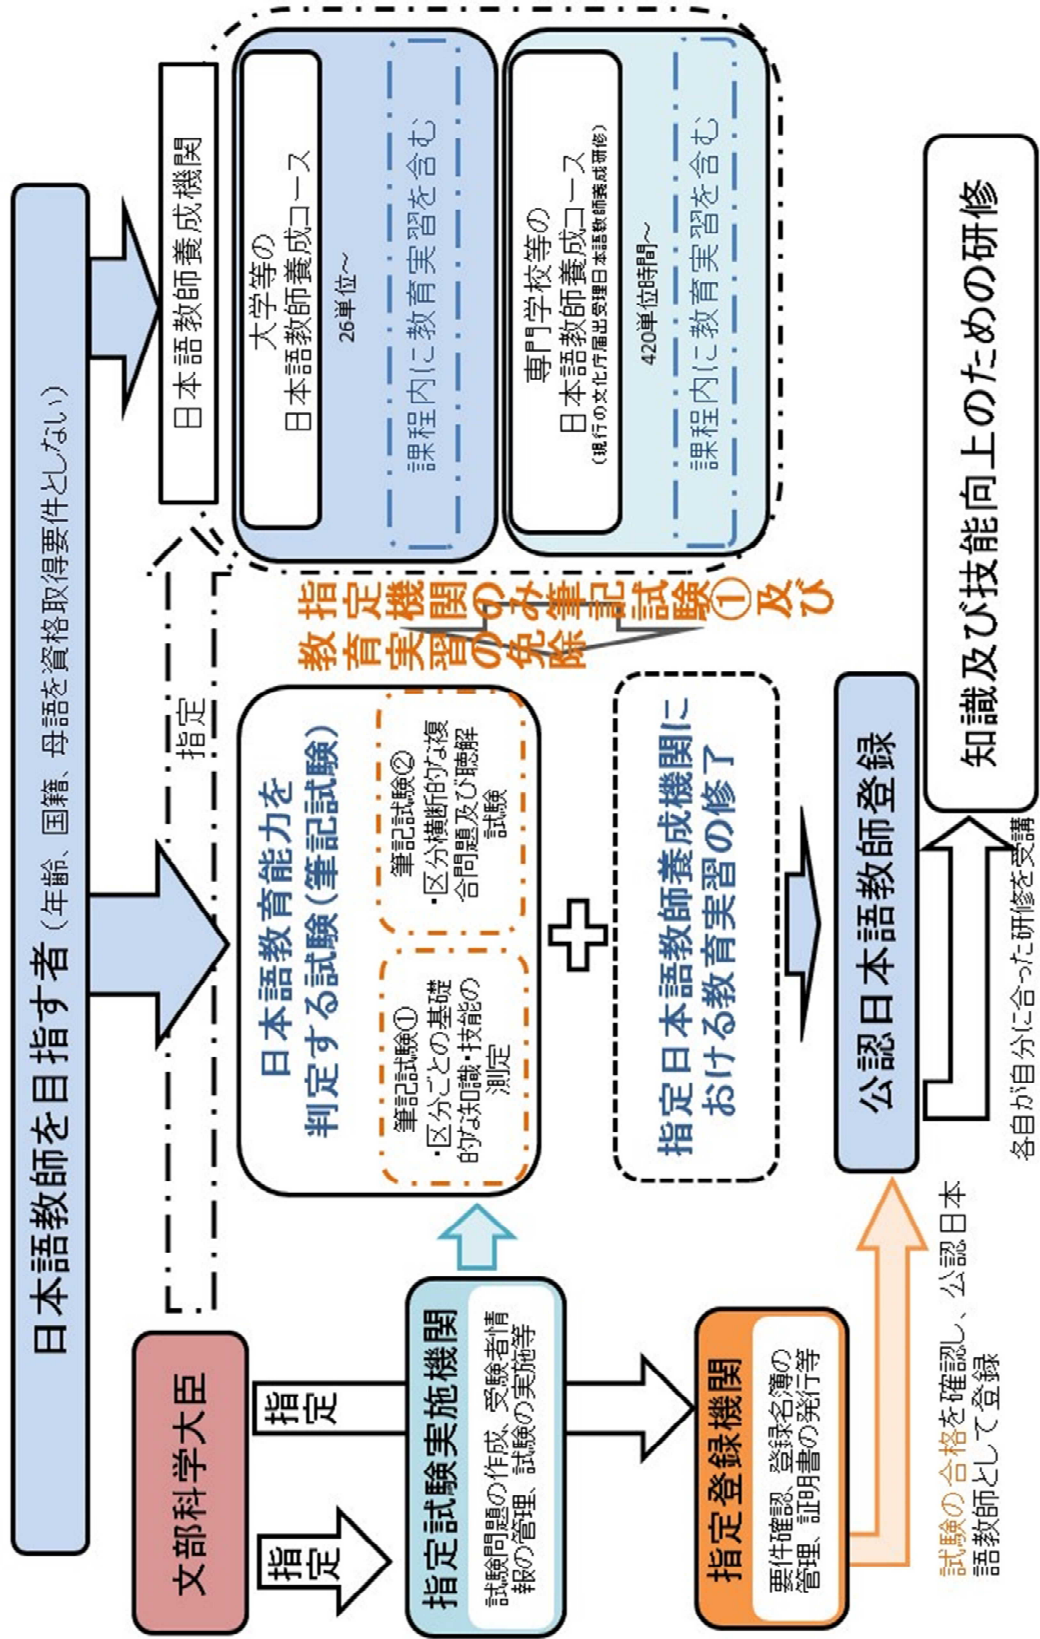 日本語教師を目指す者(年齢、国籍、母語を資格取得要件としない)
文部科学大臣
指定
日本語教師養成機関
大学等の
日本語教師養成コース
26単位～
課程内に教育実習を含む
専門学校等の
日本語教師養成コース
(現行の文化庁届出受理日本語教師養成研修)
420単位時間～
課程内に教育実習を含む
指定機関のみ筆記試験①及び
教育実習の免除
日本語教育能力を
判定する試験(筆記試験)
筆記試験①
・区分ごとの基礎
的な知識・技能の
測定
筆記試験②
・区分横断的な複
合問題及び聴解
試験
指定日本語教師養成機関に
おける教育実習の修了
指定
指定
指定試験実施機関
試験問題の作成、受験者情
報の管理、試験の実施等
指定登録機関
要件確認、登録名簿の
管理、証明書の発行等
試験の合格を確認し、公認日本
語教師として登録
公認日本語教師登録
各自が自分に合った研修を受講
知識及び技能向上のための研修